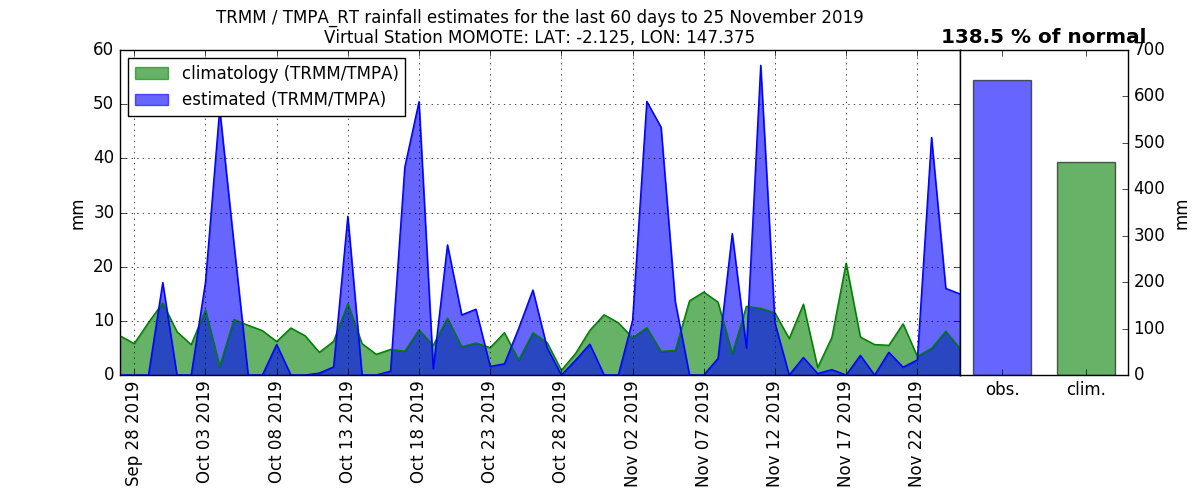 TRMM / TMPA_RT rainfall estimates for the last 60 days to 25 November 2019
Virtual Station MOMOTE: LAT: -2.125, LON: 147.375
138.5 % of normal
climatology (TRMM/TMPA)
estimated (TRMM/TMPA)
60
50
40
30
20
10
0
mm
Sep 28 2019
Oct 03 2019
Oct 08 2019
Oct 13 2019
Oct 18 2019
Oct 23 2019
Oct 28 2019
Nov 02 2019
Nov 07 2019
Nov 12 2019
Nov 17 2019
Nov 22 2019
obs.
clim.
700
600
500
400
300
200
100
0
mm